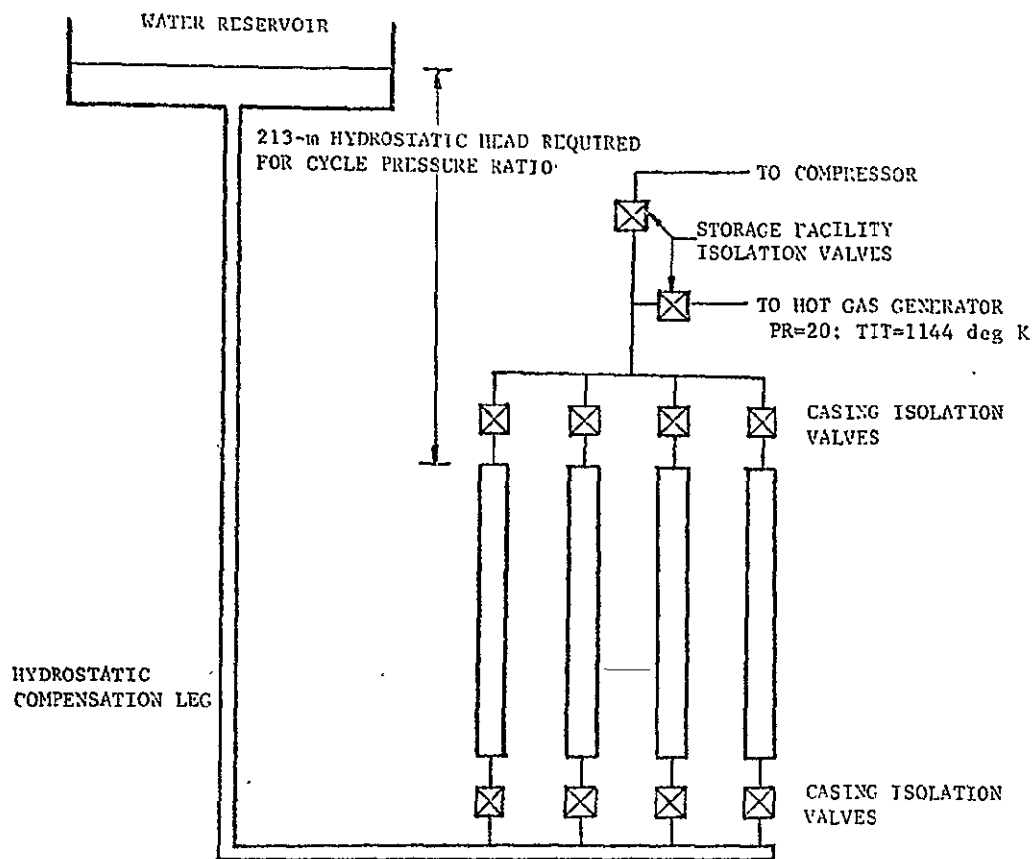 WATER RESERVOIR
213-m HYDROSTATIC HEAD REQUIRED
FOR CYCLE PRESSURE RATIO
TO COMPRESSOR
STORAGE FACILITY
ISOLATION VALVES
TO HOT GAS GENERATOR
PR=20; TIT=1144 deg K
CASING ISOLATION
VALVES
HYDROSTATIC
COMPENSATION LEG
CASING ISOLATION
VALVES